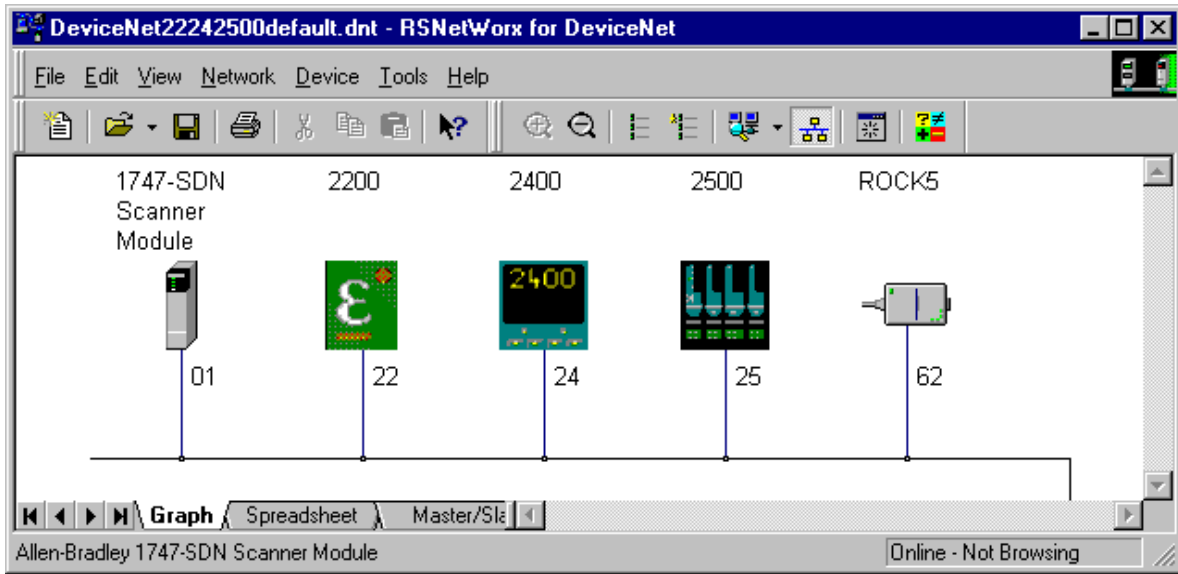 DeviceNet22242500default.dnt - RSNetWorx for DeviceNet
File Edit View Network Device Tools Help
1747-SDN Scanner Module
2200
2400
2500
ROCK5
2400
01
22
24
25
62
Graph Spreadsheet Master/Sla
Allen-Bradley 1747-SDN Scanner Module
Online - Not Browsing